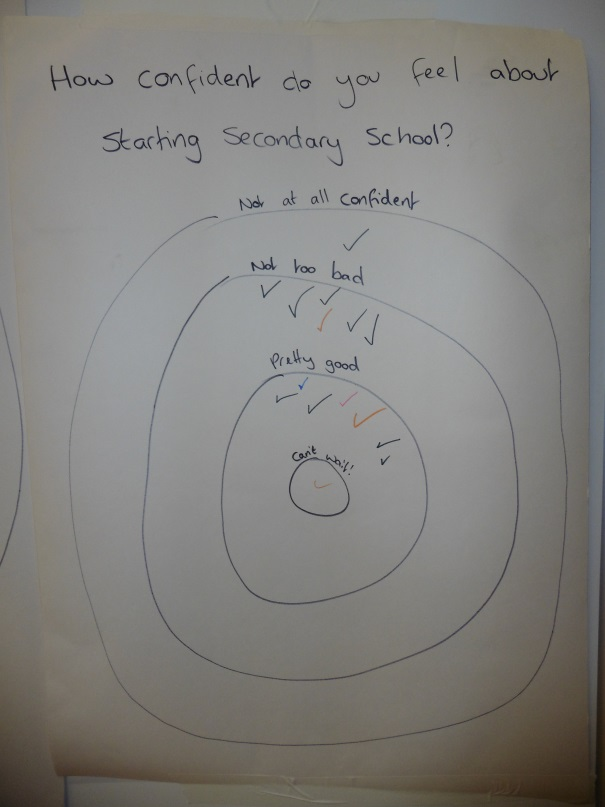 How confident do you feel about
starting Secondary School?
Not at all confident
Not too bad
Pretty good
Can't wait!